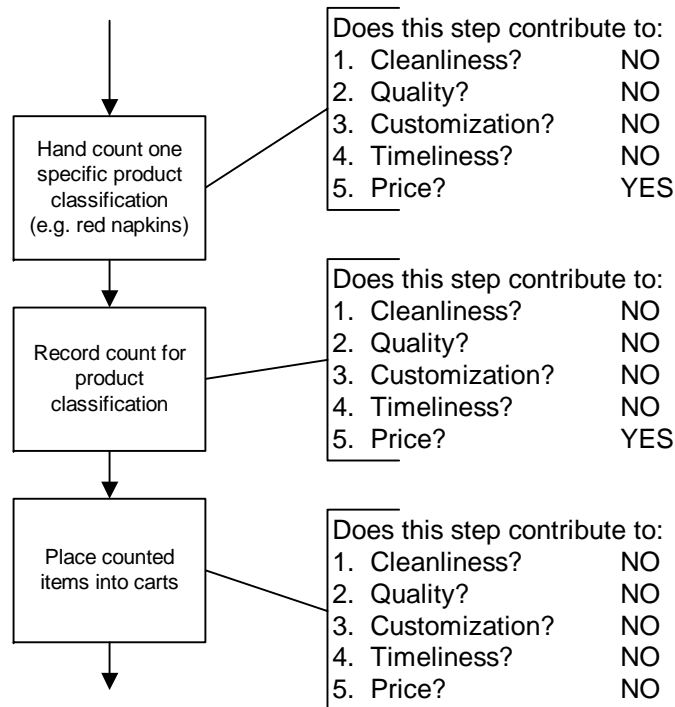 Does this step contribute to:
1. Cleanliness? NO
2. Quality? NO
3. Customization? NO
4. Timeliness? NO
5. Price? YES
Hand count one
specific product
classification
(e.g. red napkins)
Does this step contribute to:
1. Cleanliness? NO
2. Quality? NO
3. Customization? NO
4. Timeliness? NO
5. Price? YES
Record count for
product
classification
Does this step contribute to:
1. Cleanliness? NO
2. Quality? NO
3. Customization? NO
4. Timeliness? NO
5. Price? NO
Place counted
items into carts